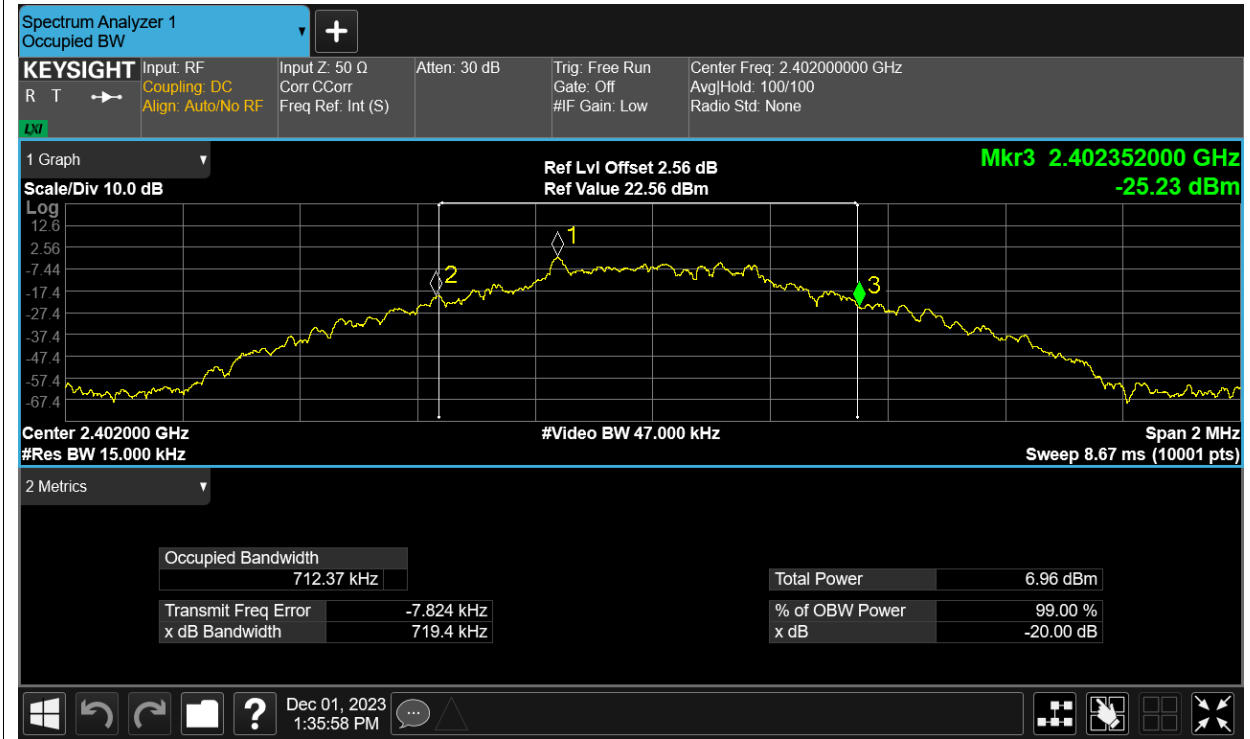 Spectrum Analyzer 1
Occupied BW
KEYSIGHT
R T
LXI
Input: RF
Coupling: DC
Align: Auto/No RF
Input Z: 50 Ω
Corr CCorr
Freq Ref: Int (S)
Atten: 30 dB
Trig: Free Run
Gate: Off
#IF Gain: Low
Center Freq: 2.402000000 GHz
Avg|Hold: 100/100
Radio Std: None
1 Graph
Scale/Div 10.0 dB
Ref Lvl Offset 2.56 dB
Ref Value 22.56 dBm
Mkr3 2.402352000 GHz
-25.23 dBm
Log
12.6
2.56
-7.44
-17.4
-27.4
-37.4
-47.4
-57.4
-67.4
1
2
3
Center 2.402000 GHz
#Video BW 47.000 kHz
Span 2 MHz
#Res BW 15.000 kHz
Sweep 8.67 ms (10001 pts)
2 Metrics
Occupied Bandwidth
712.37 kHz
Transmit Freq Error -7.824 kHz
x dB Bandwidth 719.4 kHz
Total Power 6.96 dBm
% of OBW Power 99.00 %
x dB -20.00 dB
?
Dec 01, 2023
1:35:58 PM